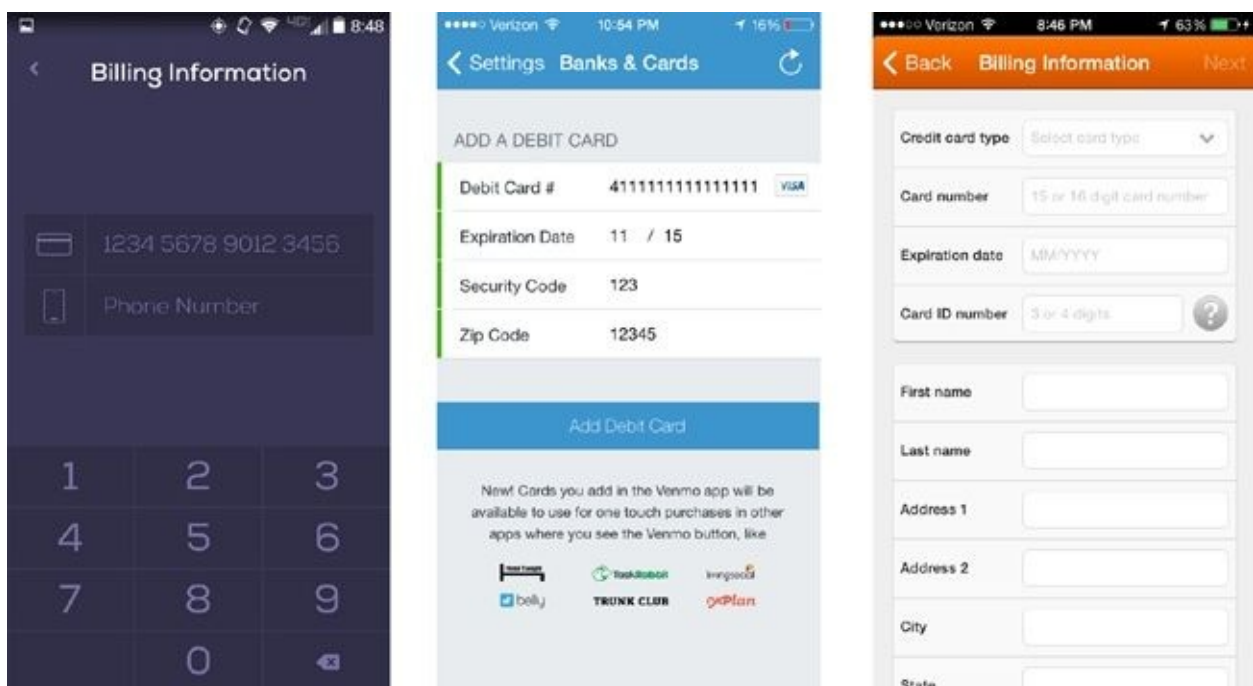 8:48
Billing Information
1234 5678 9012 3456
Phone Number
1 2 3
4 5 6
7 8 9
0
Verizon 10:54 PM 16%
Settings Banks & Cards
ADD A DEBIT CARD
Debit Card # 4111111111111111 VISA
Expiration Date 11 / 15
Security Code 123
Zip Code 12345
Add Debit Card
New! Cards you add in the Venmo app will be
available to use for one touch purchases in other
apps where you see the Venmo button, like
TaskRabbit livingsocial
belly TRUNK CLUB yPlan
Verizon 8:46 PM 63%
Back Billing Information Next
Credit card type Select card type
Card number 15 or 16 digit card number
Expiration date MM/YYYY
Card ID number 3 or 4 digits ?
First name
Last name
Address 1
Address 2
City
State